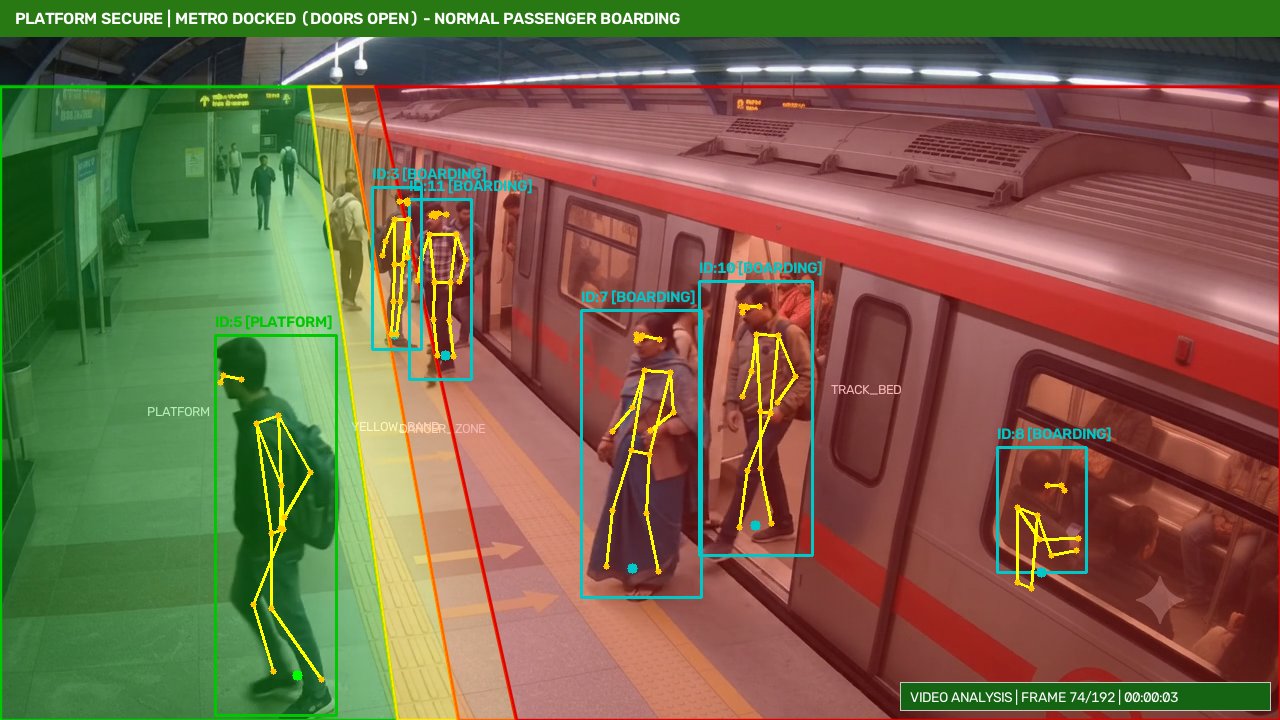 PLATFORM SECURE | METRO DOCKED (DOORS OPEN) - NORMAL PASSENGER BOARDING
ID:3 [BOARDING]
ID:11 [BOARDING]
ID:10 [BOARDING]
ID:7 [BOARDING]
ID:5 [PLATFORM]
TRACK_BED
PLATFORM
YELLOW_BAND
DANGER_ZONE
ID:8 [BOARDING]
VIDEO ANALYSIS | FRAME 74/192 | 00:00:03